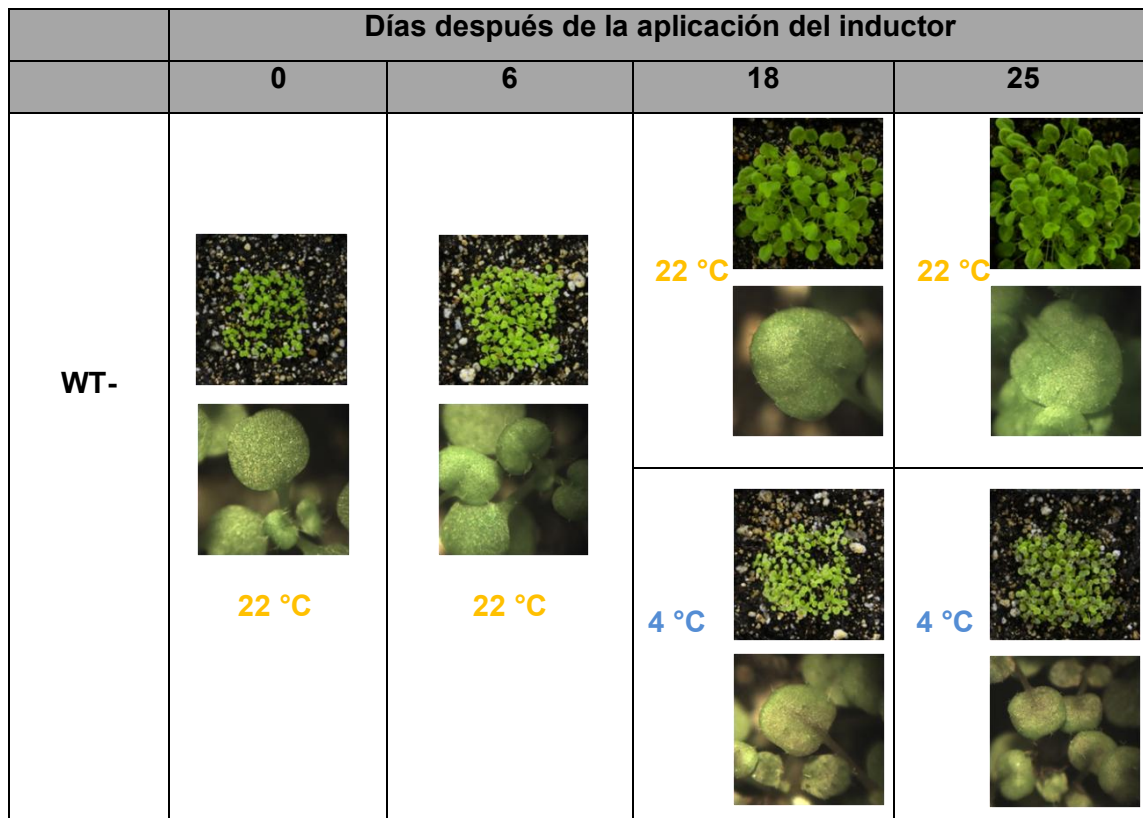 Días después de la aplicación del inductor
0 6 18 25
22 °C 22 °C
WT-
22 °C 22 °C
4 °C 4 °C